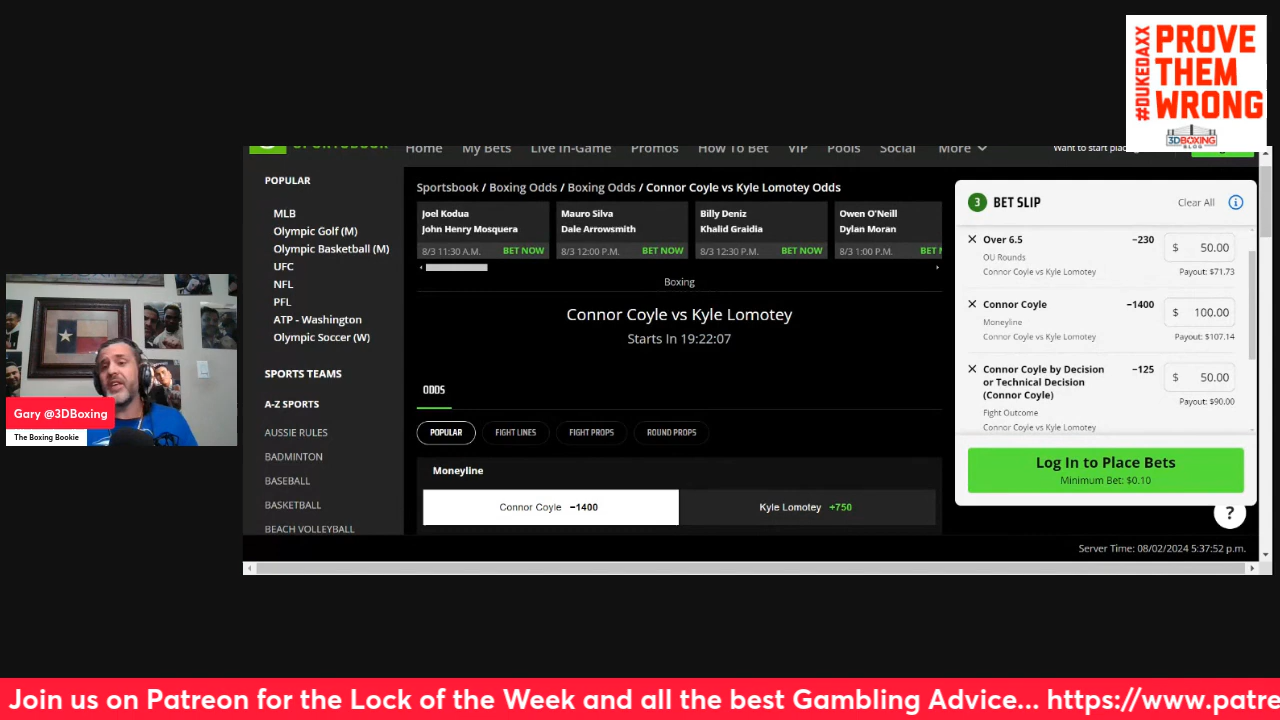 #DUKEDAXX
PROVE
THEM
WRONG
3DBOXING
BLOG
Home My Bets Live In-Game Promos How To Bet VIP Pools Social More
POPULAR
MLB
Olympic Golf (M)
Olympic Basketball (M)
UFC
NFL
PFL
ATP - Washington
Olympic Soccer (W)
SPORTS TEAMS
A-Z SPORTS
AUSSIE RULES
BADMINTON
BASEBALL
BASKETBALL
BEACH VOLLEYBALL
Sportsbook / Boxing Odds / Boxing Odds / Connor Coyle vs Kyle Lomotey Odds
Joel Kodua
John Henry Mosquera
8/3 11:30 A.M. BET NOW
Mauro Silva
Dale Arrowsmith
8/3 12:00 P.M. BET NOW
Billy Deniz
Khalid Graidia
8/3 12:30 P.M. BET NOW
Owen O'Neill
Dylan Moran
8/3 1:00 P.M. BET N
Boxing
Connor Coyle vs Kyle Lomotey
Starts In 19:22:07
ODDS
POPULAR FIGHT LINES FIGHT PROPS ROUND PROPS
Moneyline
Connor Coyle −1400 Kyle Lomotey +750
3 BET SLIP Clear All
Over 6.5 −230 $ 50.00
OU Rounds
Connor Coyle vs Kyle Lomotey Payout: $71.73
Connor Coyle −1400 $ 100.00
Moneyline
Connor Coyle vs Kyle Lomotey Payout: $107.14
Connor Coyle by Decision −125 $ 50.00
or Technical Decision
(Connor Coyle)
Payout: $90.00
Fight Outcome
Connor Coyle vs Kyle Lomotey
Log In to Place Bets
Minimum Bet: $0.10
?
Server Time: 08/02/2024 5:37:52 p.m.
Gary @3DBoxing
The Boxing Bookie
Join us on Patreon for the Lock of the Week and all the best Gambling Advice... https://www.patre